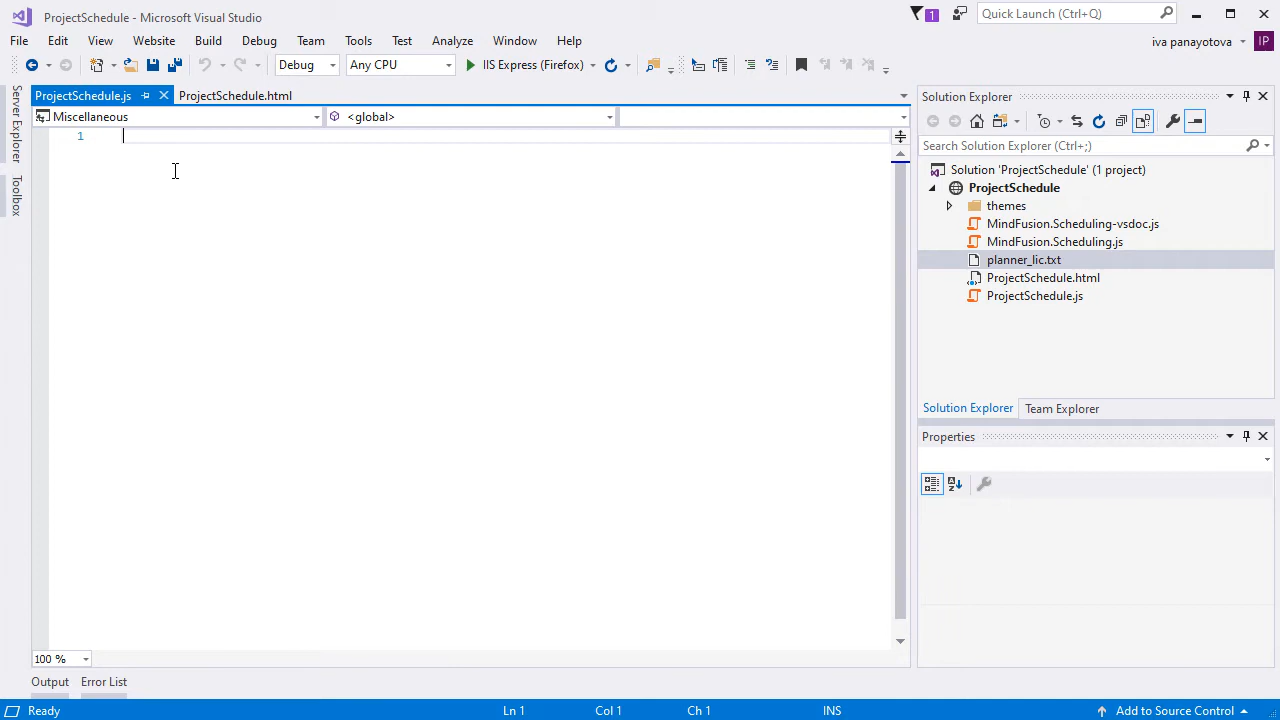 ProjectSchedule - Microsoft Visual Studio
1
Quick Launch (Ctrl+Q)
File Edit View Website Build Debug Team Tools Test Analyze Window Help
iva panayotova IP
Debug Any CPU IIS Express (Firefox)
ProjectSchedule.js ProjectSchedule.html
Miscellaneous <global>
1
Server Explorer
Toolbox
100 %
Solution Explorer
Search Solution Explorer (Ctrl+;)
Solution 'ProjectSchedule' (1 project)
ProjectSchedule
themes
MindFusion.Scheduling-vsdoc.js
MindFusion.Scheduling.js
planner_lic.txt
ProjectSchedule.html
ProjectSchedule.js
Solution Explorer Team Explorer
Properties
Output Error List
Ready Ln 1 Col 1 Ch 1 INS Add to Source Control